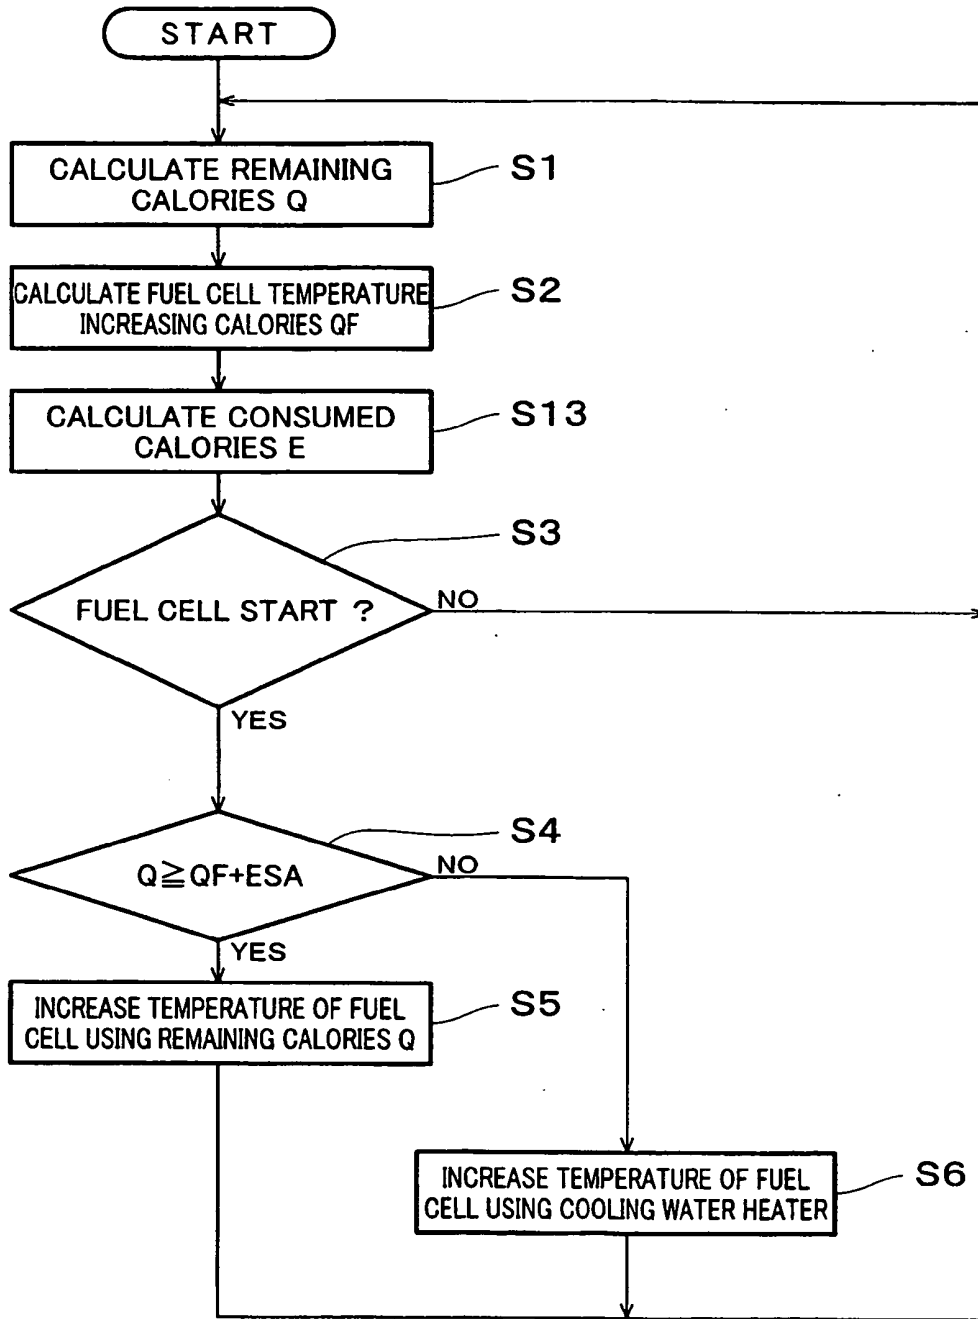 START
CALCULATE REMAINING
CALORIES Q
S1
CALCULATE FUEL CELL TEMPERATURE
INCREASING CALORIES QF
S2
CALCULATE CONSUMED
CALORIES E
S13
FUEL CELL START ?
S3
NO
YES
Q≧QF+ESA
S4
NO
YES
INCREASE TEMPERATURE OF FUEL
CELL USING REMAINING CALORIES Q
S5
INCREASE TEMPERATURE OF FUEL
CELL USING COOLING WATER HEATER
S6